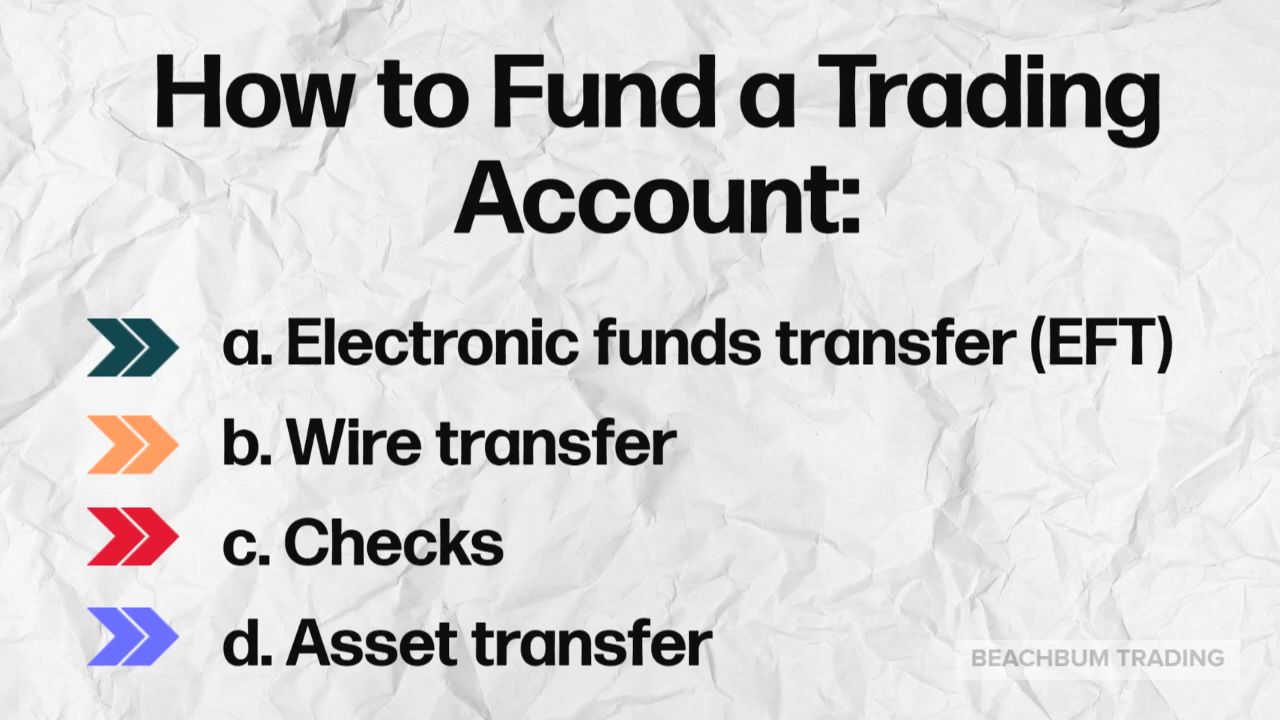 How to Fund a Trading
Account:
a. Electronic funds transfer (EFT)
b. Wire transfer
c. Checks
d. Asset transfer
BEACHBUM TRADING